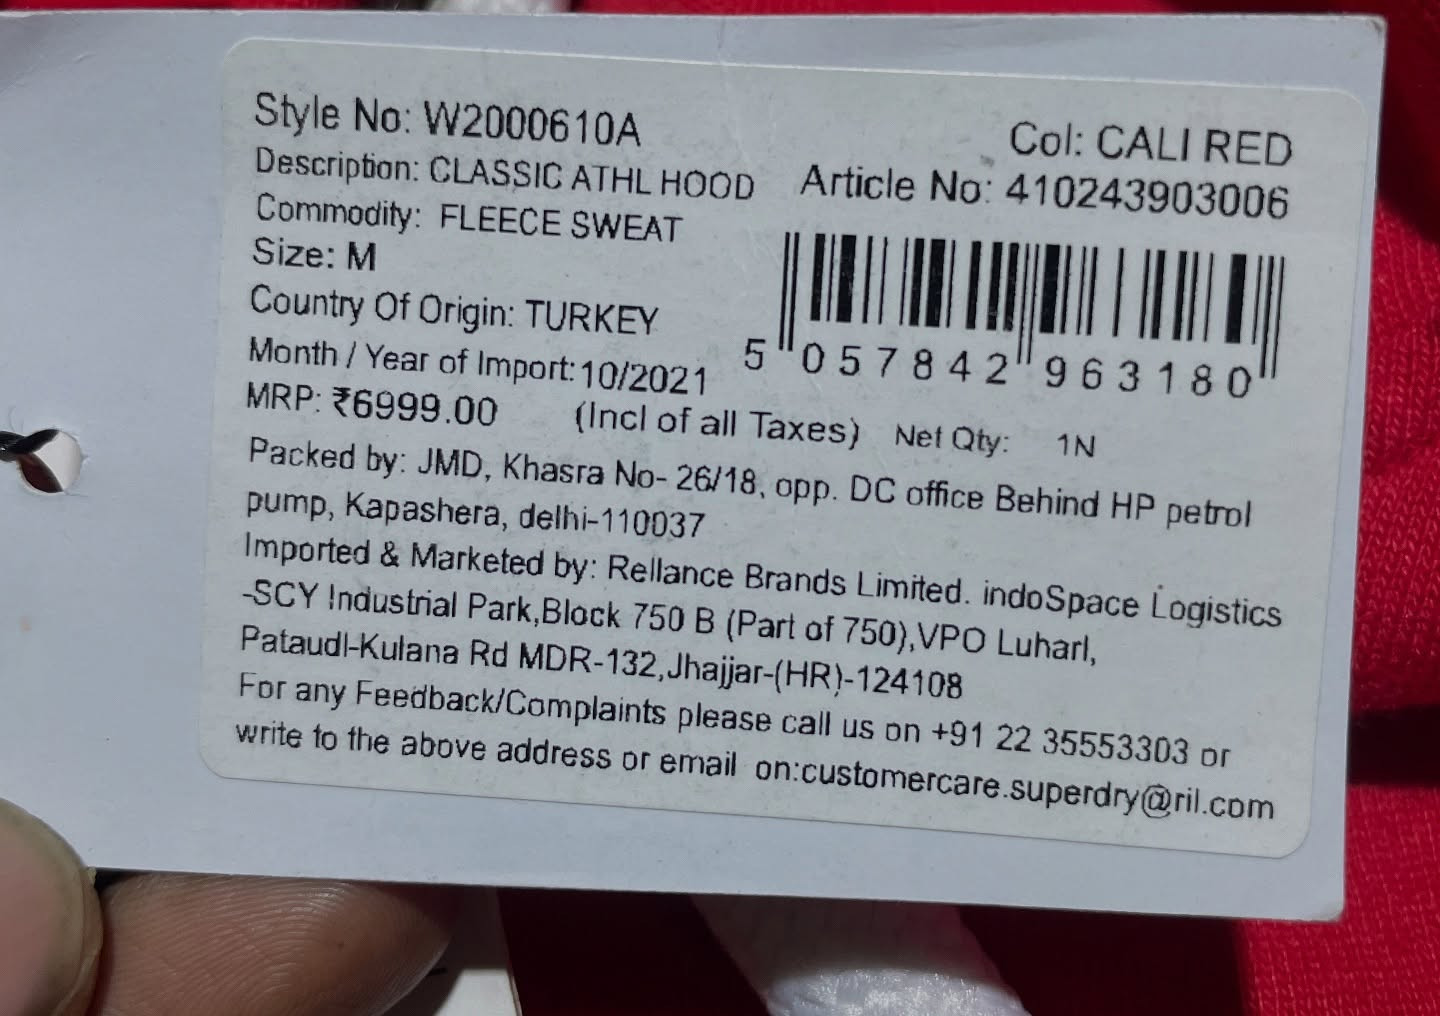 Style No: W2000610A
Col: CALI RED
Description: CLASSIC ATHL HOOD
Article No: 410243903006
Commodity: FLEECE SWEAT
Size: M
Country Of Origin: TURKEY
5 057842 963180
Month / Year of Import: 10/2021
MRP: ₹6999.00 (Incl of all Taxes) Net Qty: 1N
Packed by: JMD, Khasra No- 26/18, opp. DC office Behind HP petrol
pump, Kapashera, delhi-110037
Imported & Marketed by: Rellance Brands Limited. indoSpace Logistics
-SCY Industrial Park,Block 750 B (Part of 750),VPO Luharl,
Pataudl-Kulana Rd MDR-132,Jhajjar-(HR)-124108
For any Feedback/Complaints please call us on +91 22 35553303 or
write to the above address or email on:customercare.superdry@ril.com